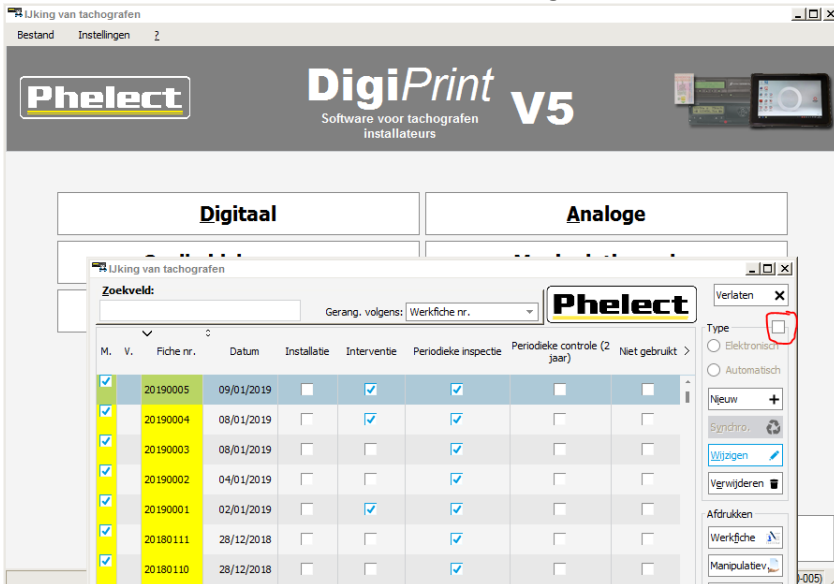 IJking van tachografen
Bestand Instellingen ?
Phelect
DigiPrint V5
Software voor tachografen
installateurs
Digitaal
Analoge
IJking van tachografen
Zoekveld:
Gerang. volgens: Werkfiche nr.
Phelect
Verlaten
Type
Elektronisch
Automatisch
M. V. Fiche nr. Datum Installatie Interventie Periodieke inspectie Periodieke controle (2 jaar) Niet gebruikt >
20190005 09/01/2019
20190004 08/01/2019
20190003 08/01/2019
20190002 04/01/2019
20190001 02/01/2019
20180111 28/12/2018
20180110 28/12/2018
Nieuw +
Synchro.
Wijzigen
Verwijderen
Afdrukken
Werkfiche
Manipulatiev
-005)